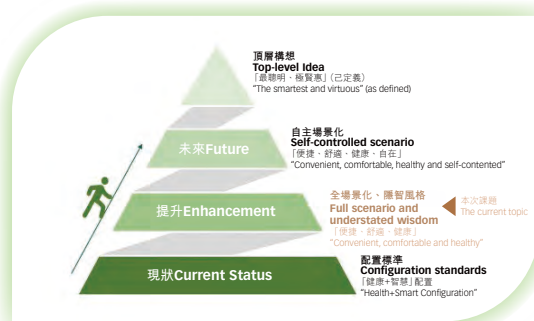 頂層構想
Top-level Idea
「最聰明、極賢惠」(已定義)
"The smartest and virtuous" (as defined)
未來Future
自主場景化
Self-controlled scenario
「便捷、舒適、健康、自在」
"Convenient, comfortable, healthy and self-contented"
提升Enhancement
全場景化、隱智風格
Full scenario and
understated wisdom
「便捷、舒適、健康」
"Convenient, comfortable and healthy"
本次課題
The current topic
現狀Current Status
配置標準
Configuration standards
「健康+智慧」配置
"Health+Smart Configuration"